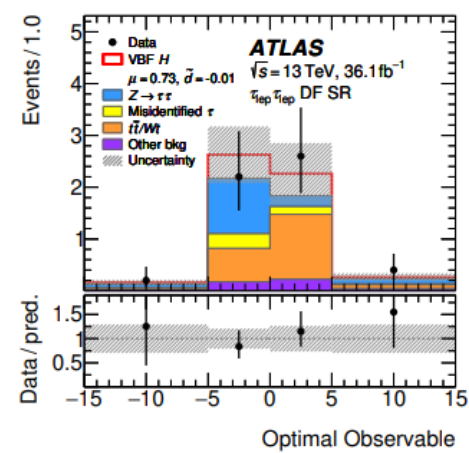 Events / 1.0
5
4
3
2
1
Data
VBF H
μ = 0.73, d̃ = -0.01
Z → ττ
Misidentified τ
tt̄/Wt
Other bkg
Uncertainty
ATLAS
√s = 13 TeV, 36.1 fb⁻¹
τlep τlep DF SR
Data / pred.
1.5
1
0.5
−15 −10 −5 0 5 10 15
Optimal Observable